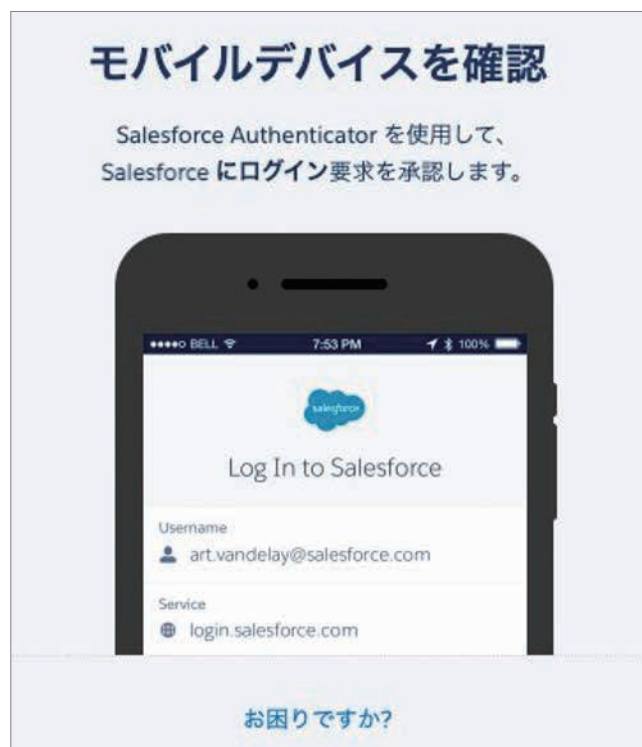 モバイルデバイスを確認
Salesforce Authenticator を使用して、
Salesforce にログイン要求を承認します。
BELL 7:53 PM 100%
salesforce
Log In to Salesforce
Username
art.vandelay@salesforce.com
Service
login.salesforce.com
お困りですか?